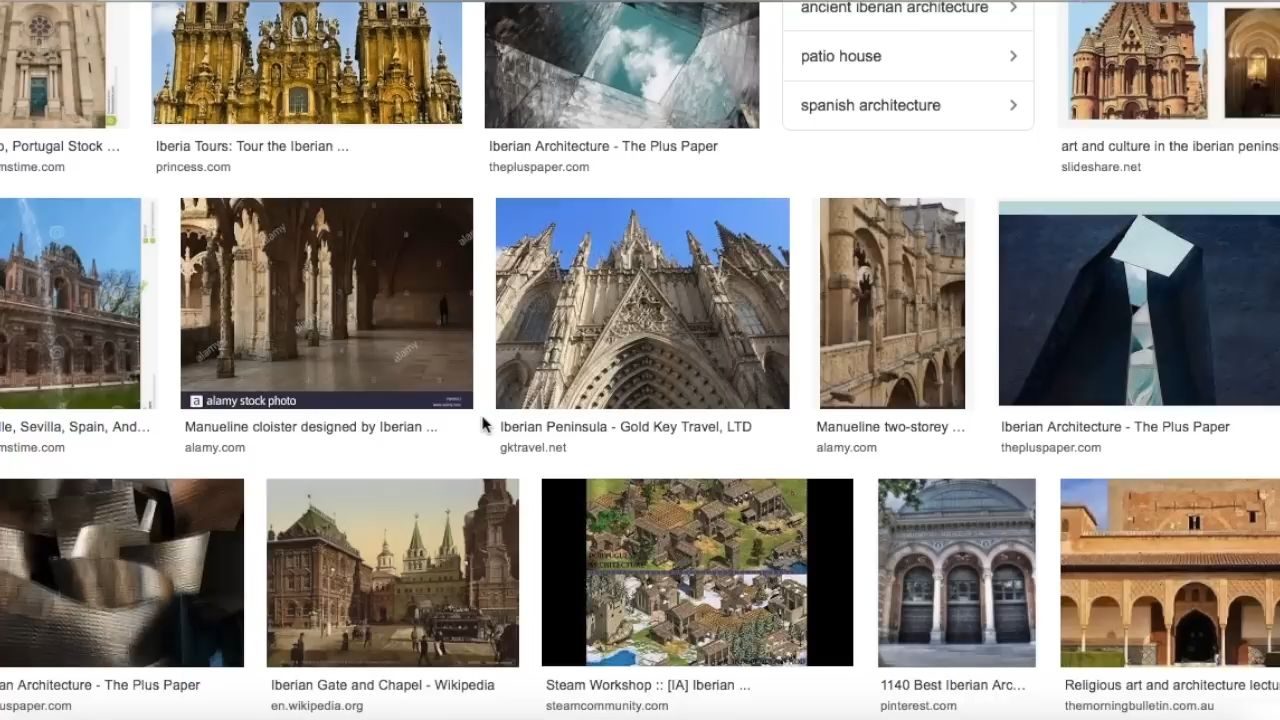 ancient iberian architecture
patio house
spanish architecture
o, Portugal Stock ...
mstime.com
Iberia Tours: Tour the Iberian ...
princess.com
Iberian Architecture - The Plus Paper
thepluspaper.com
art and culture in the iberian penins
slideshare.net
alamy
alamy
alamy
a alamy stock photo
lle, Sevilla, Spain, And...
mstime.com
Manueline cloister designed by Iberian ...
alamy.com
Iberian Peninsula - Gold Key Travel, LTD
gktravel.net
Manueline two-storey ...
alamy.com
Iberian Architecture - The Plus Paper
thepluspaper.com
an Architecture - The Plus Paper
uspaper.com
Iberian Gate and Chapel - Wikipedia
en.wikipedia.org
Steam Workshop :: [IA] Iberian ...
steamcommunity.com
1140 Best Iberian Arc...
pinterest.com
Religious art and architecture lectu
themorningbulletin.com.au